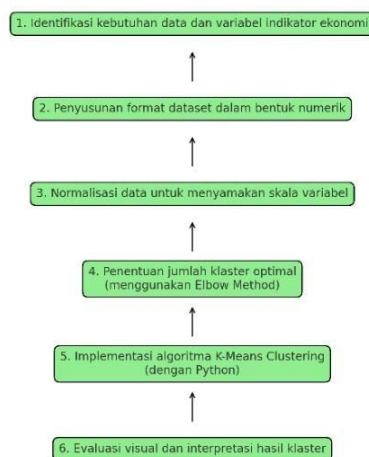 1. Identifikasi kebutuhan data dan variabel indikator ekonomi
2. Penyusunan format dataset dalam bentuk numerik
3. Normalisasi data untuk menyamakan skala variabel
4. Penentuan jumlah klaster optimal
(menggunakan Elbow Method)
5. Implementasi algoritma K-Means Clustering
(dengan Python)
6. Evaluasi visual dan interpretasi hasil klaster